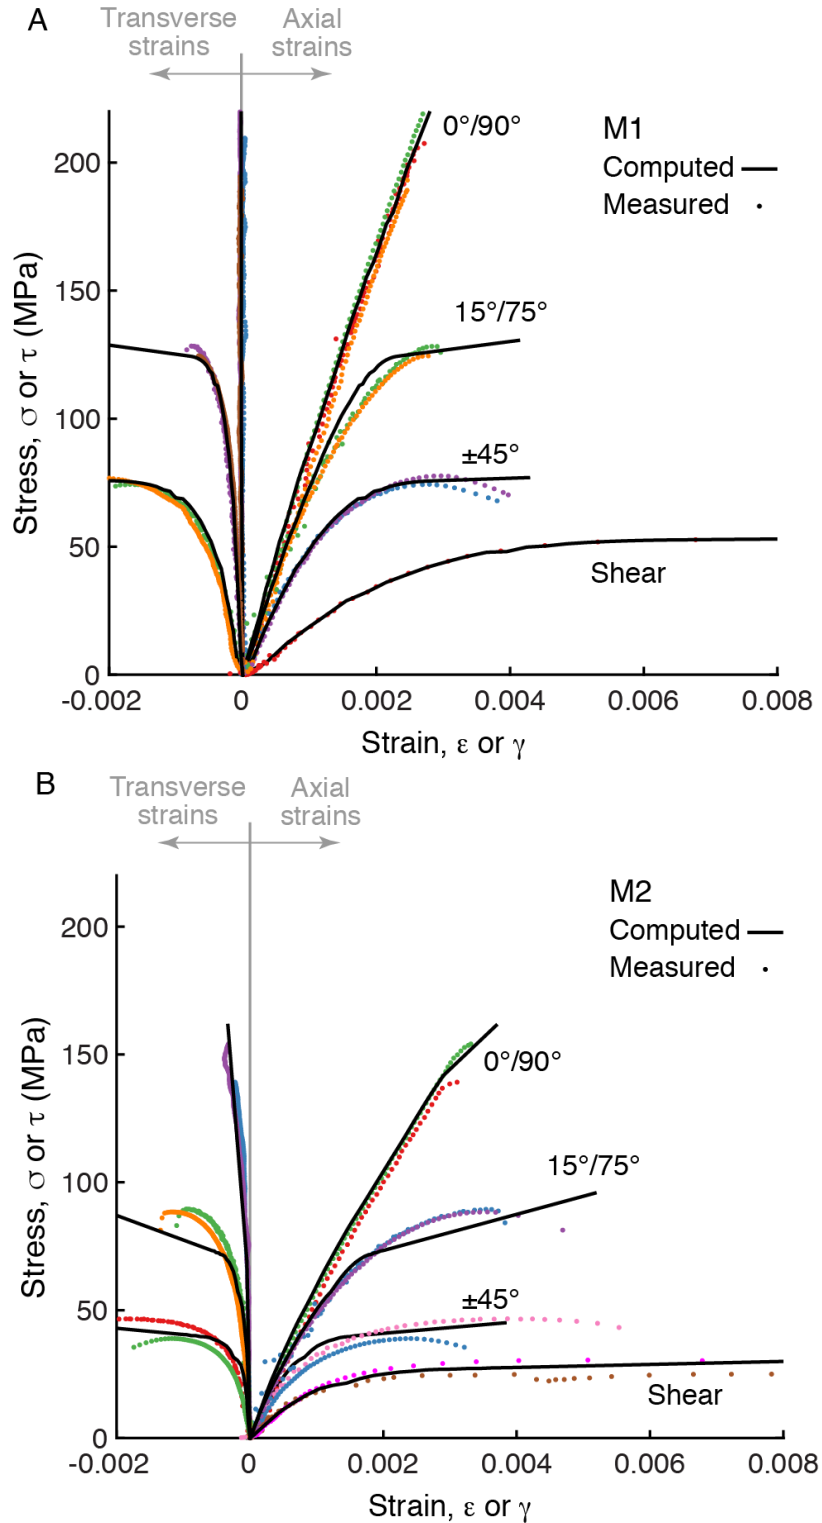 A
Transverse strains
Axial strains
M1
Computed
Measured
0°/90°
15°/75°
±45°
Shear
Stress, σ or τ (MPa)
200
150
100
50
0
-0.002
0
0.002
0.004
0.006
0.008
Strain, ε or γ
B
Transverse strains
Axial strains
M2
Computed
Measured
0°/90°
15°/75°
±45°
Shear
Stress, σ or τ (MPa)
200
150
100
50
0
-0.002
0
0.002
0.004
0.006
0.008
Strain, ε or γ